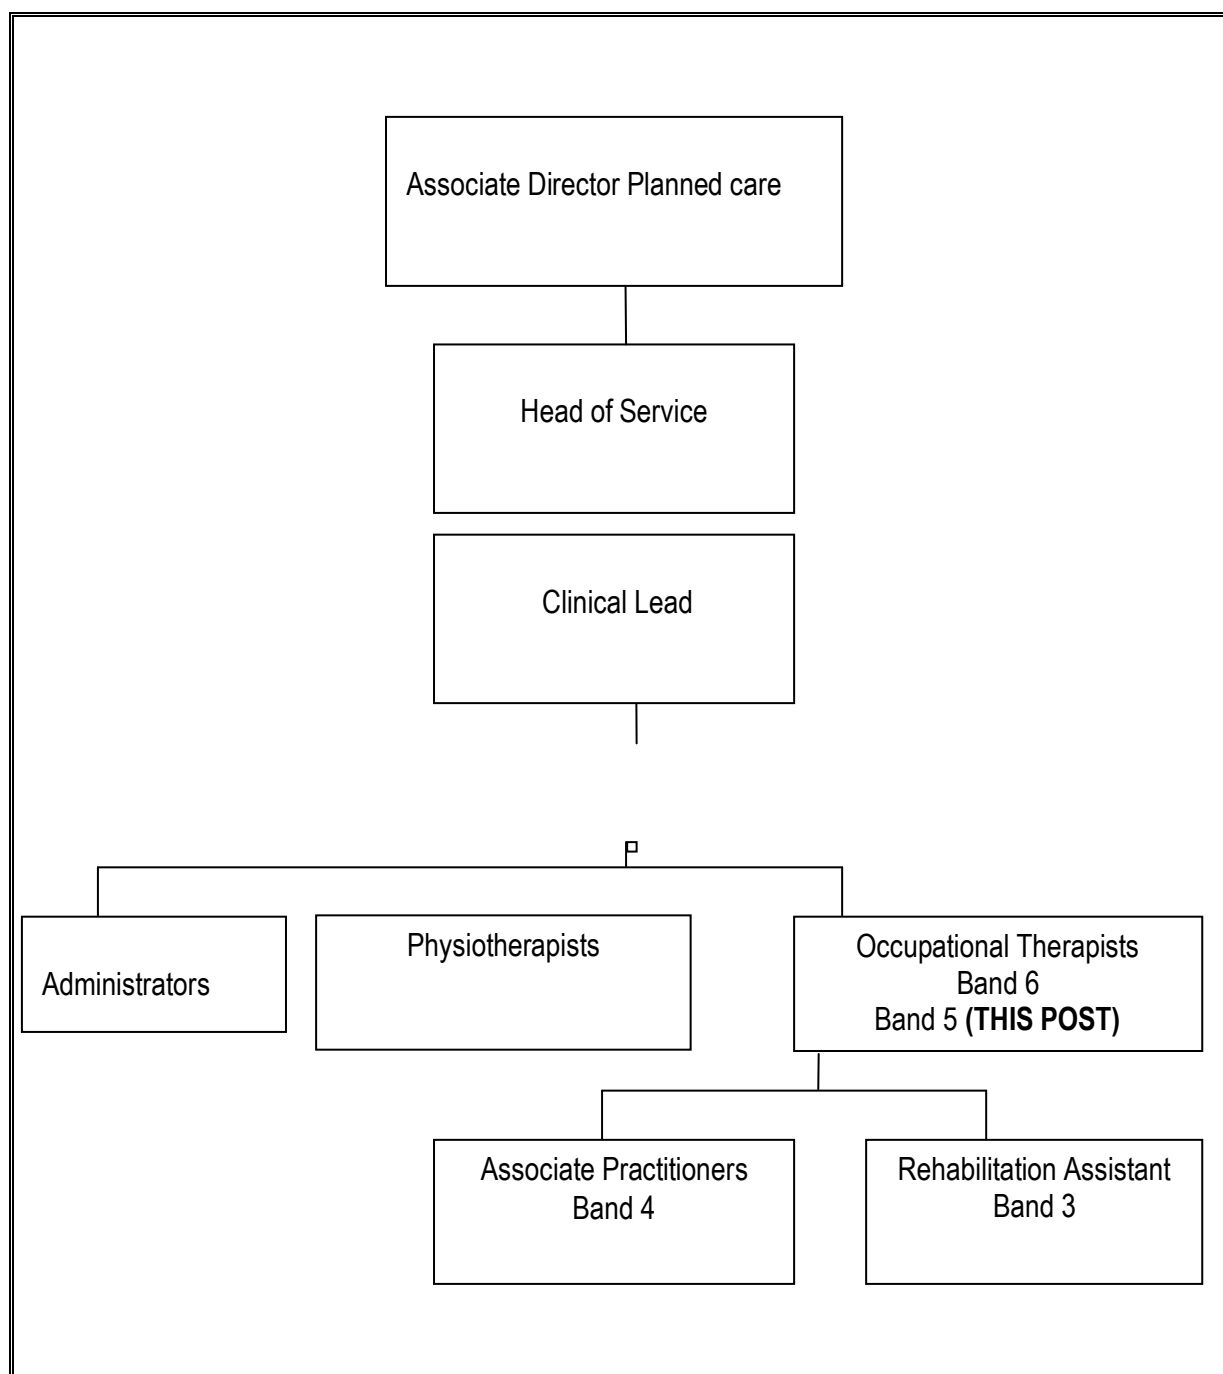 Associate Director Planned care
Head of Service
Clinical Lead
Administrators
Physiotherapists
Occupational Therapists
Band 6
Band 5 (THIS POST)
Associate Practitioners
Band 4
Rehabilitation Assistant
Band 3